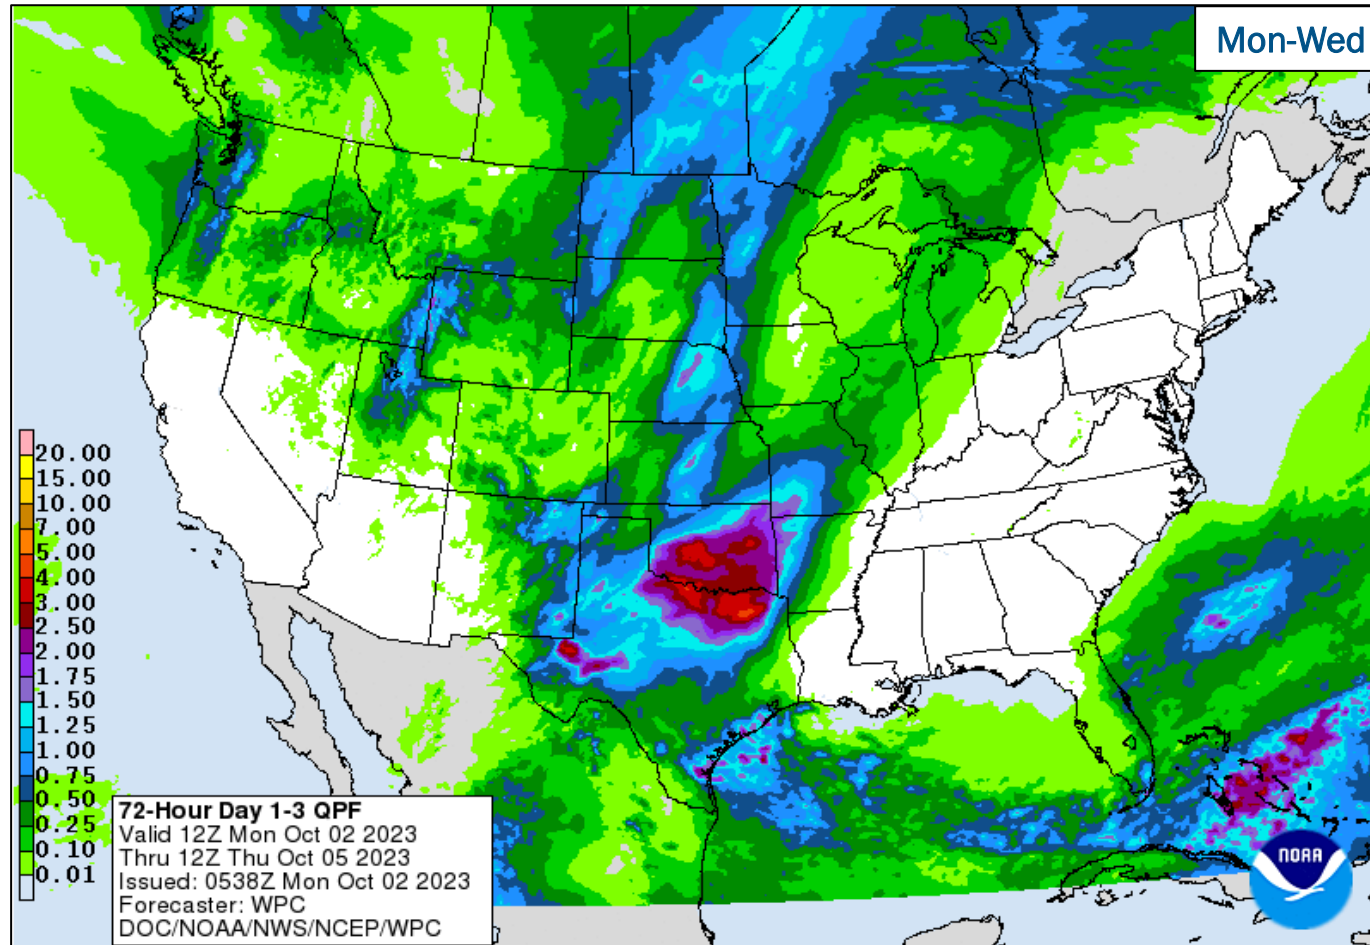 Mon-Wed
20.00
15.00
10.00
7.00
5.00
4.00
3.00
2.50
2.00
1.75
1.50
1.25
1.00
0.75
0.50
0.25
0.10
0.01
72-Hour Day 1-3 QPF
Valid 12Z Mon Oct 02 2023
Thru 12Z Thu Oct 05 2023
Issued: 0538Z Mon Oct 02 2023
Forecaster: WPC
DOC/NOAA/NWS/NCEP/WPC
NOAA